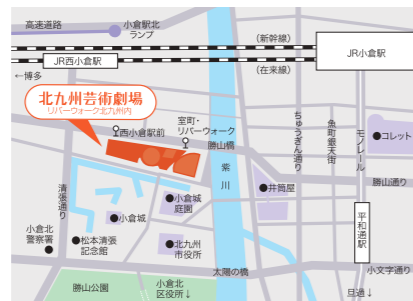 高速道路
小倉駅北
ランプ
(新幹線)
JR小倉駅
JR西小倉駅
(在来線)
←博多
北九州芸術劇場
リバーウォーク北九州内
室町・
リバーウォーク
西小倉駅前
勝山橋
紫川
ちゅうぎん通り
魚町銀天街
モノレール
コレット
清張通り
小倉城
庭園
井筒屋
勝山通り
小倉城
小倉北
警察署
松本清張
記念館
北九州
市役所
平和通駅
太陽の橋
小文字通り
勝山公園
小倉北
区役所↓
旦過↓